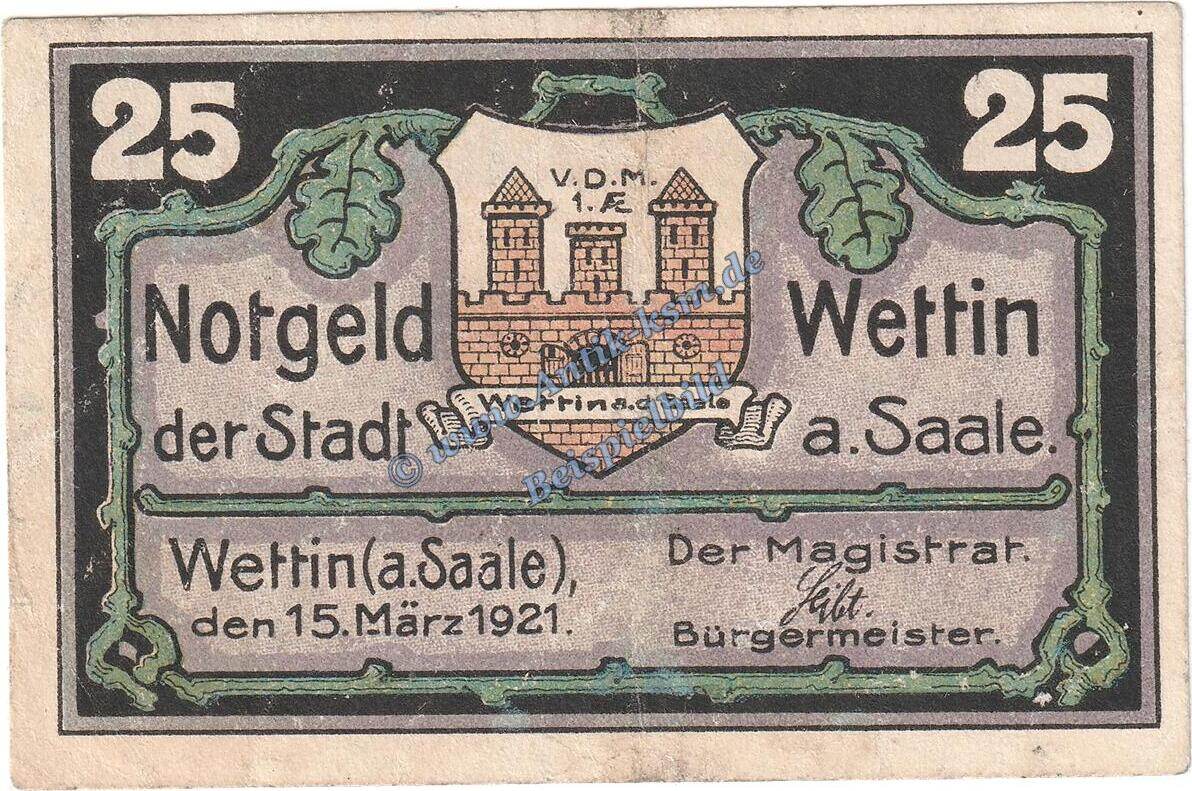 25 25
V.D.M.
1. Æ
Notgeld Wettin
der Stadt a. Saale.
Wettin a.d. Saale
Wettin (a. Saale), Der Magistrat.
den 15. März 1921. Bürgermeister.
© www.Antik-ksm.de
Beispielbild